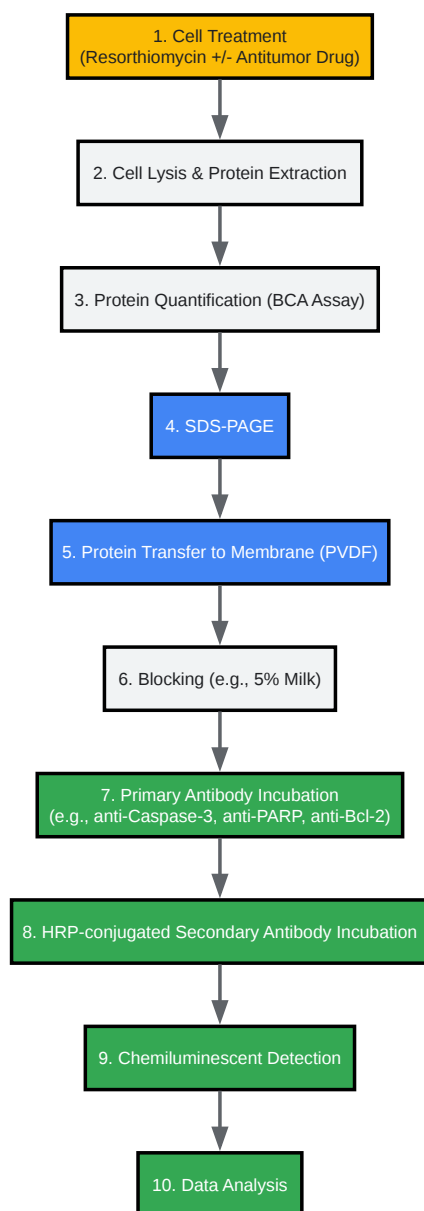 1. Cell Treatment
(Resorthiomycin +/- Antitumor Drug)
2. Cell Lysis & Protein Extraction
3. Protein Quantification (BCA Assay)
4. SDS-PAGE
5. Protein Transfer to Membrane (PVDF)
6. Blocking (e.g., 5% Milk)
7. Primary Antibody Incubation
(e.g., anti-Caspase-3, anti-PARP, anti-Bcl-2)
8. HRP-conjugated Secondary Antibody Incubation
9. Chemiluminescent Detection
10. Data Analysis